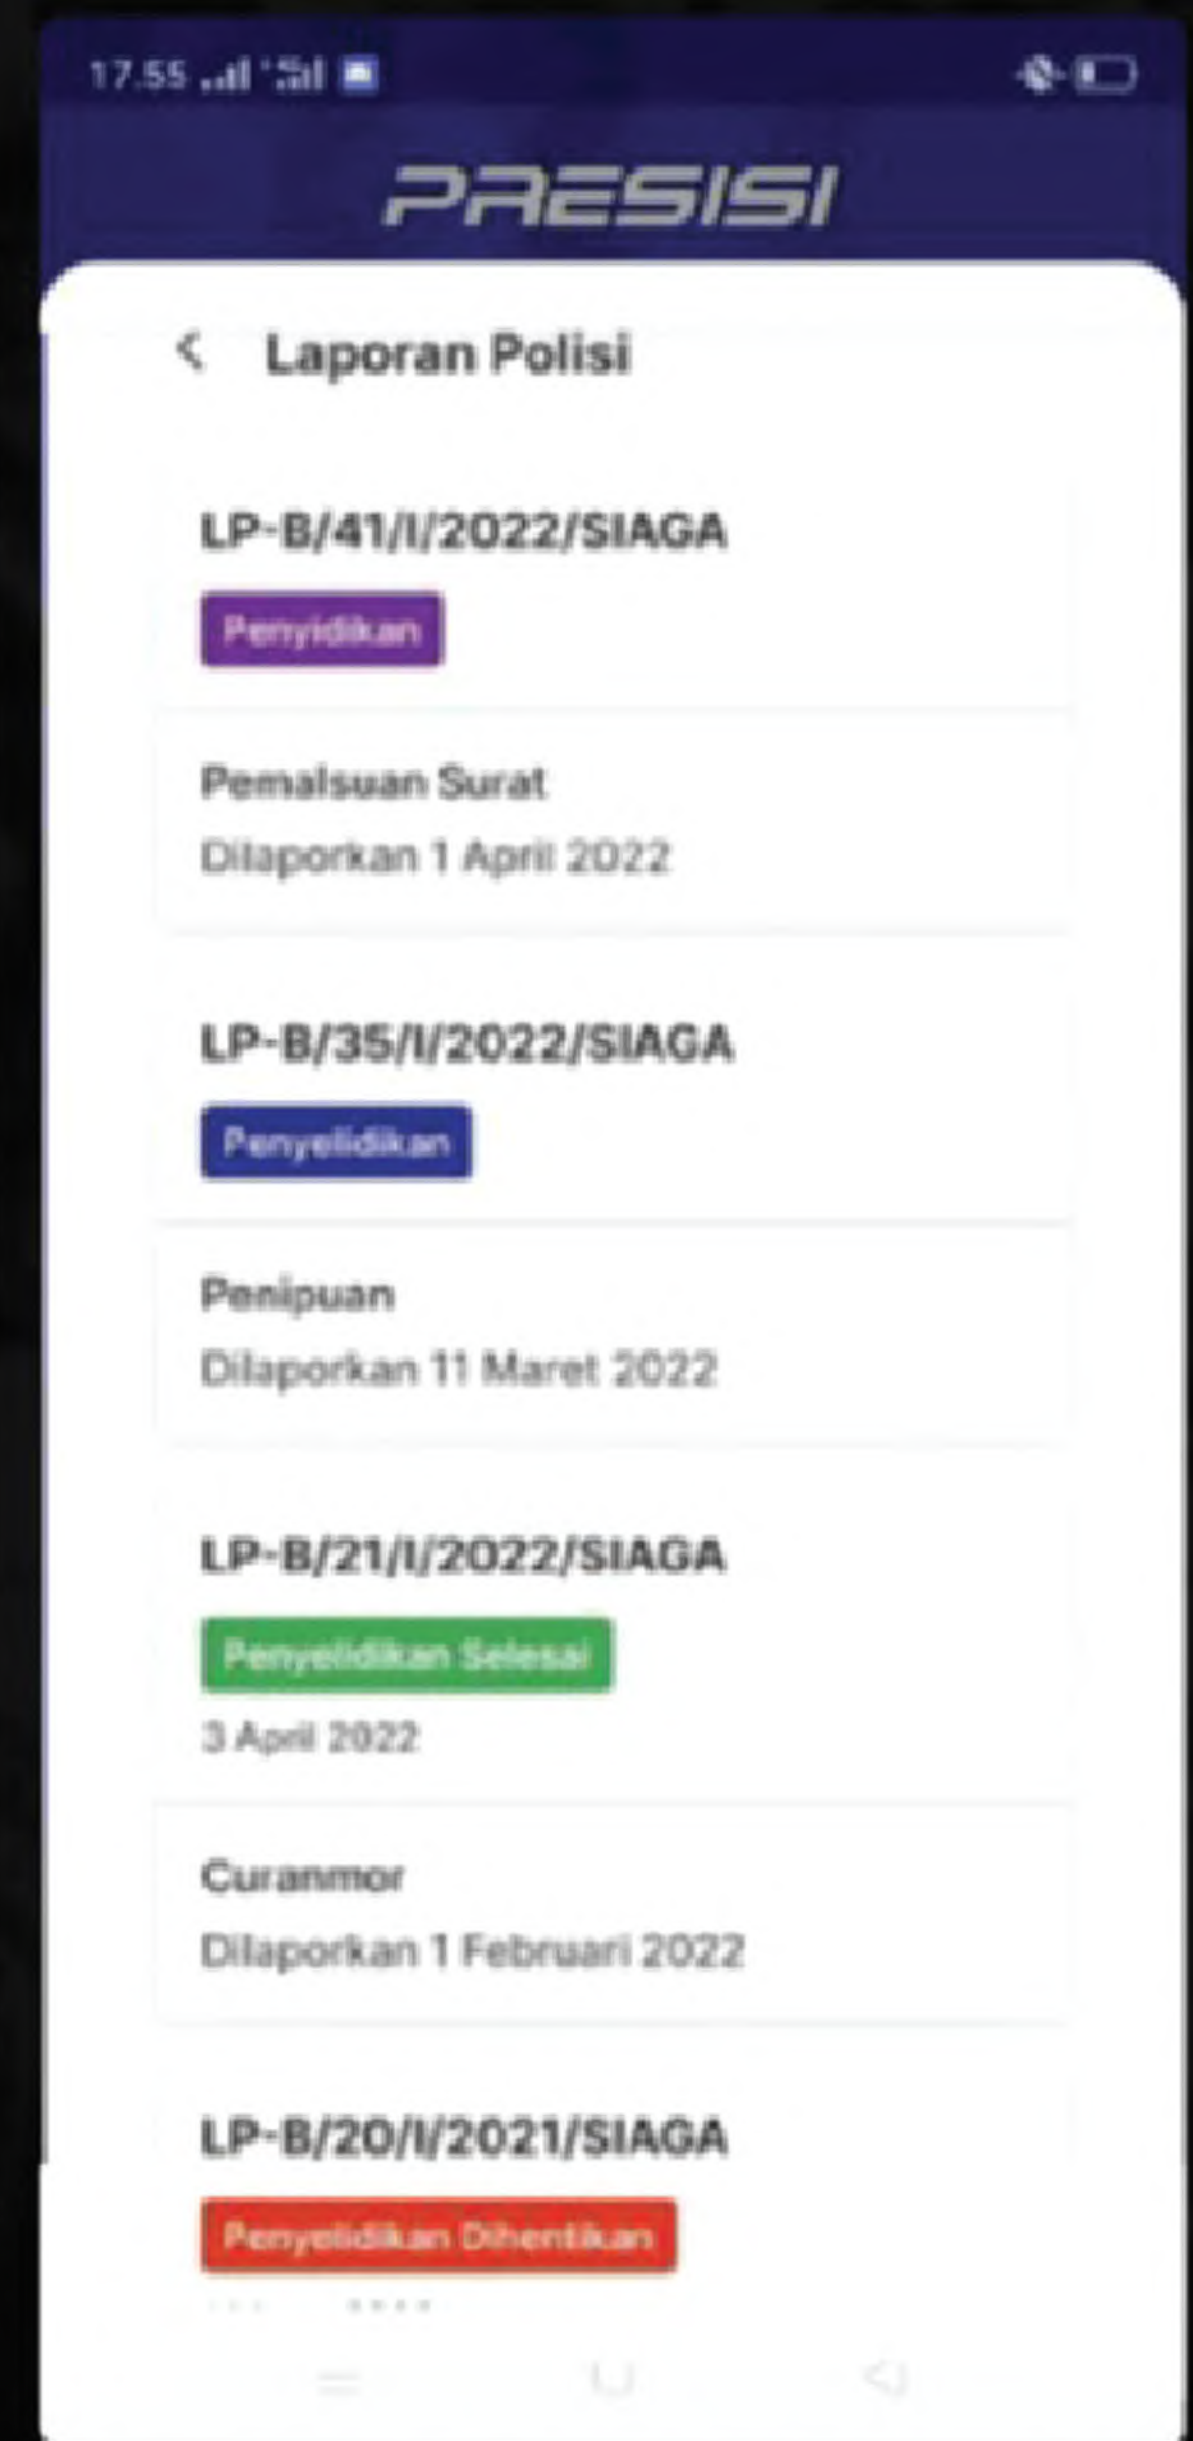 17.55
PRESISI
Laporan Polisi
LP-B/41/I/2022/SIAGA
Penyidikan
Pemalsuan Surat
Dilaporkan 1 April 2022
LP-B/35/I/2022/SIAGA
Penyelidikan
Penipuan
Dilaporkan 11 Maret 2022
LP-B/21/I/2022/SIAGA
Penyelidikan Selesai
3 April 2022
Curanmor
Dilaporkan 1 Februari 2022
LP-B/20/I/2021/SIAGA
Penyelidikan Dihentikan